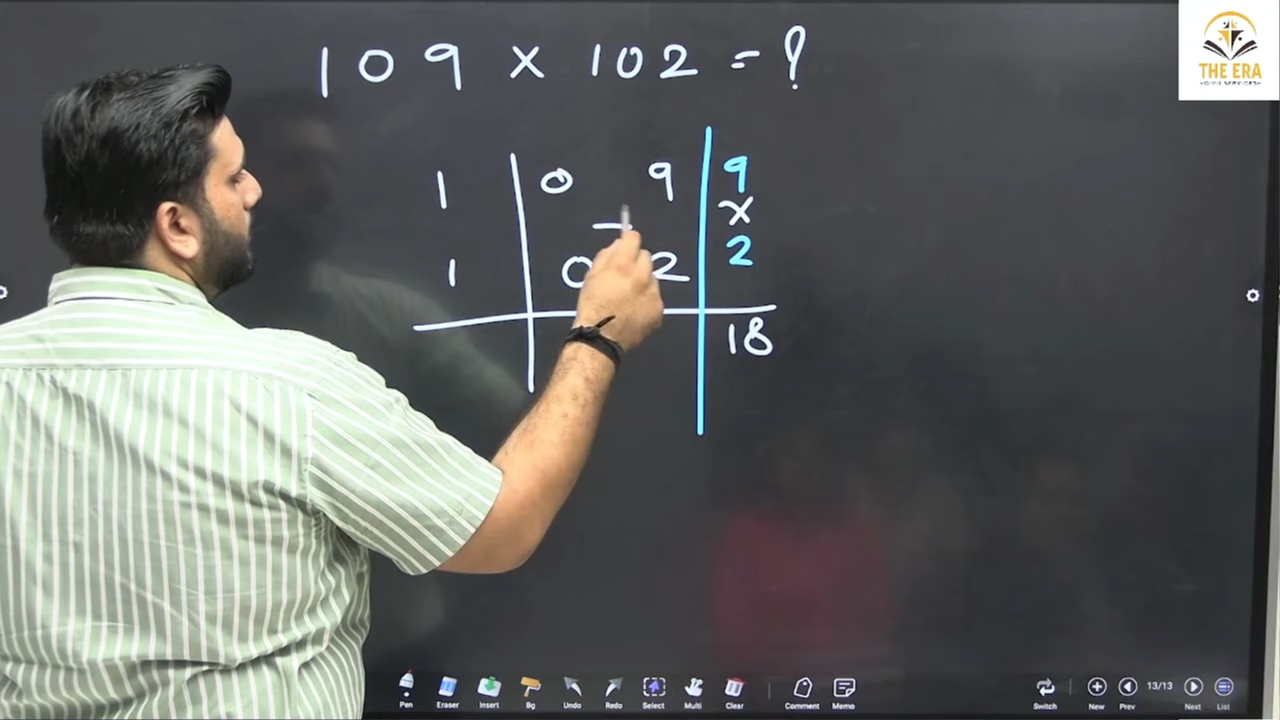 109 × 102 = ?
1 | 0 9 | 9
×
1 | 0 2 | 2
18
THE ERA
Pen Eraser Insert Bg Undo Redo Select Multi Clear Comment Memo Switch New Prev 13/13 Next List